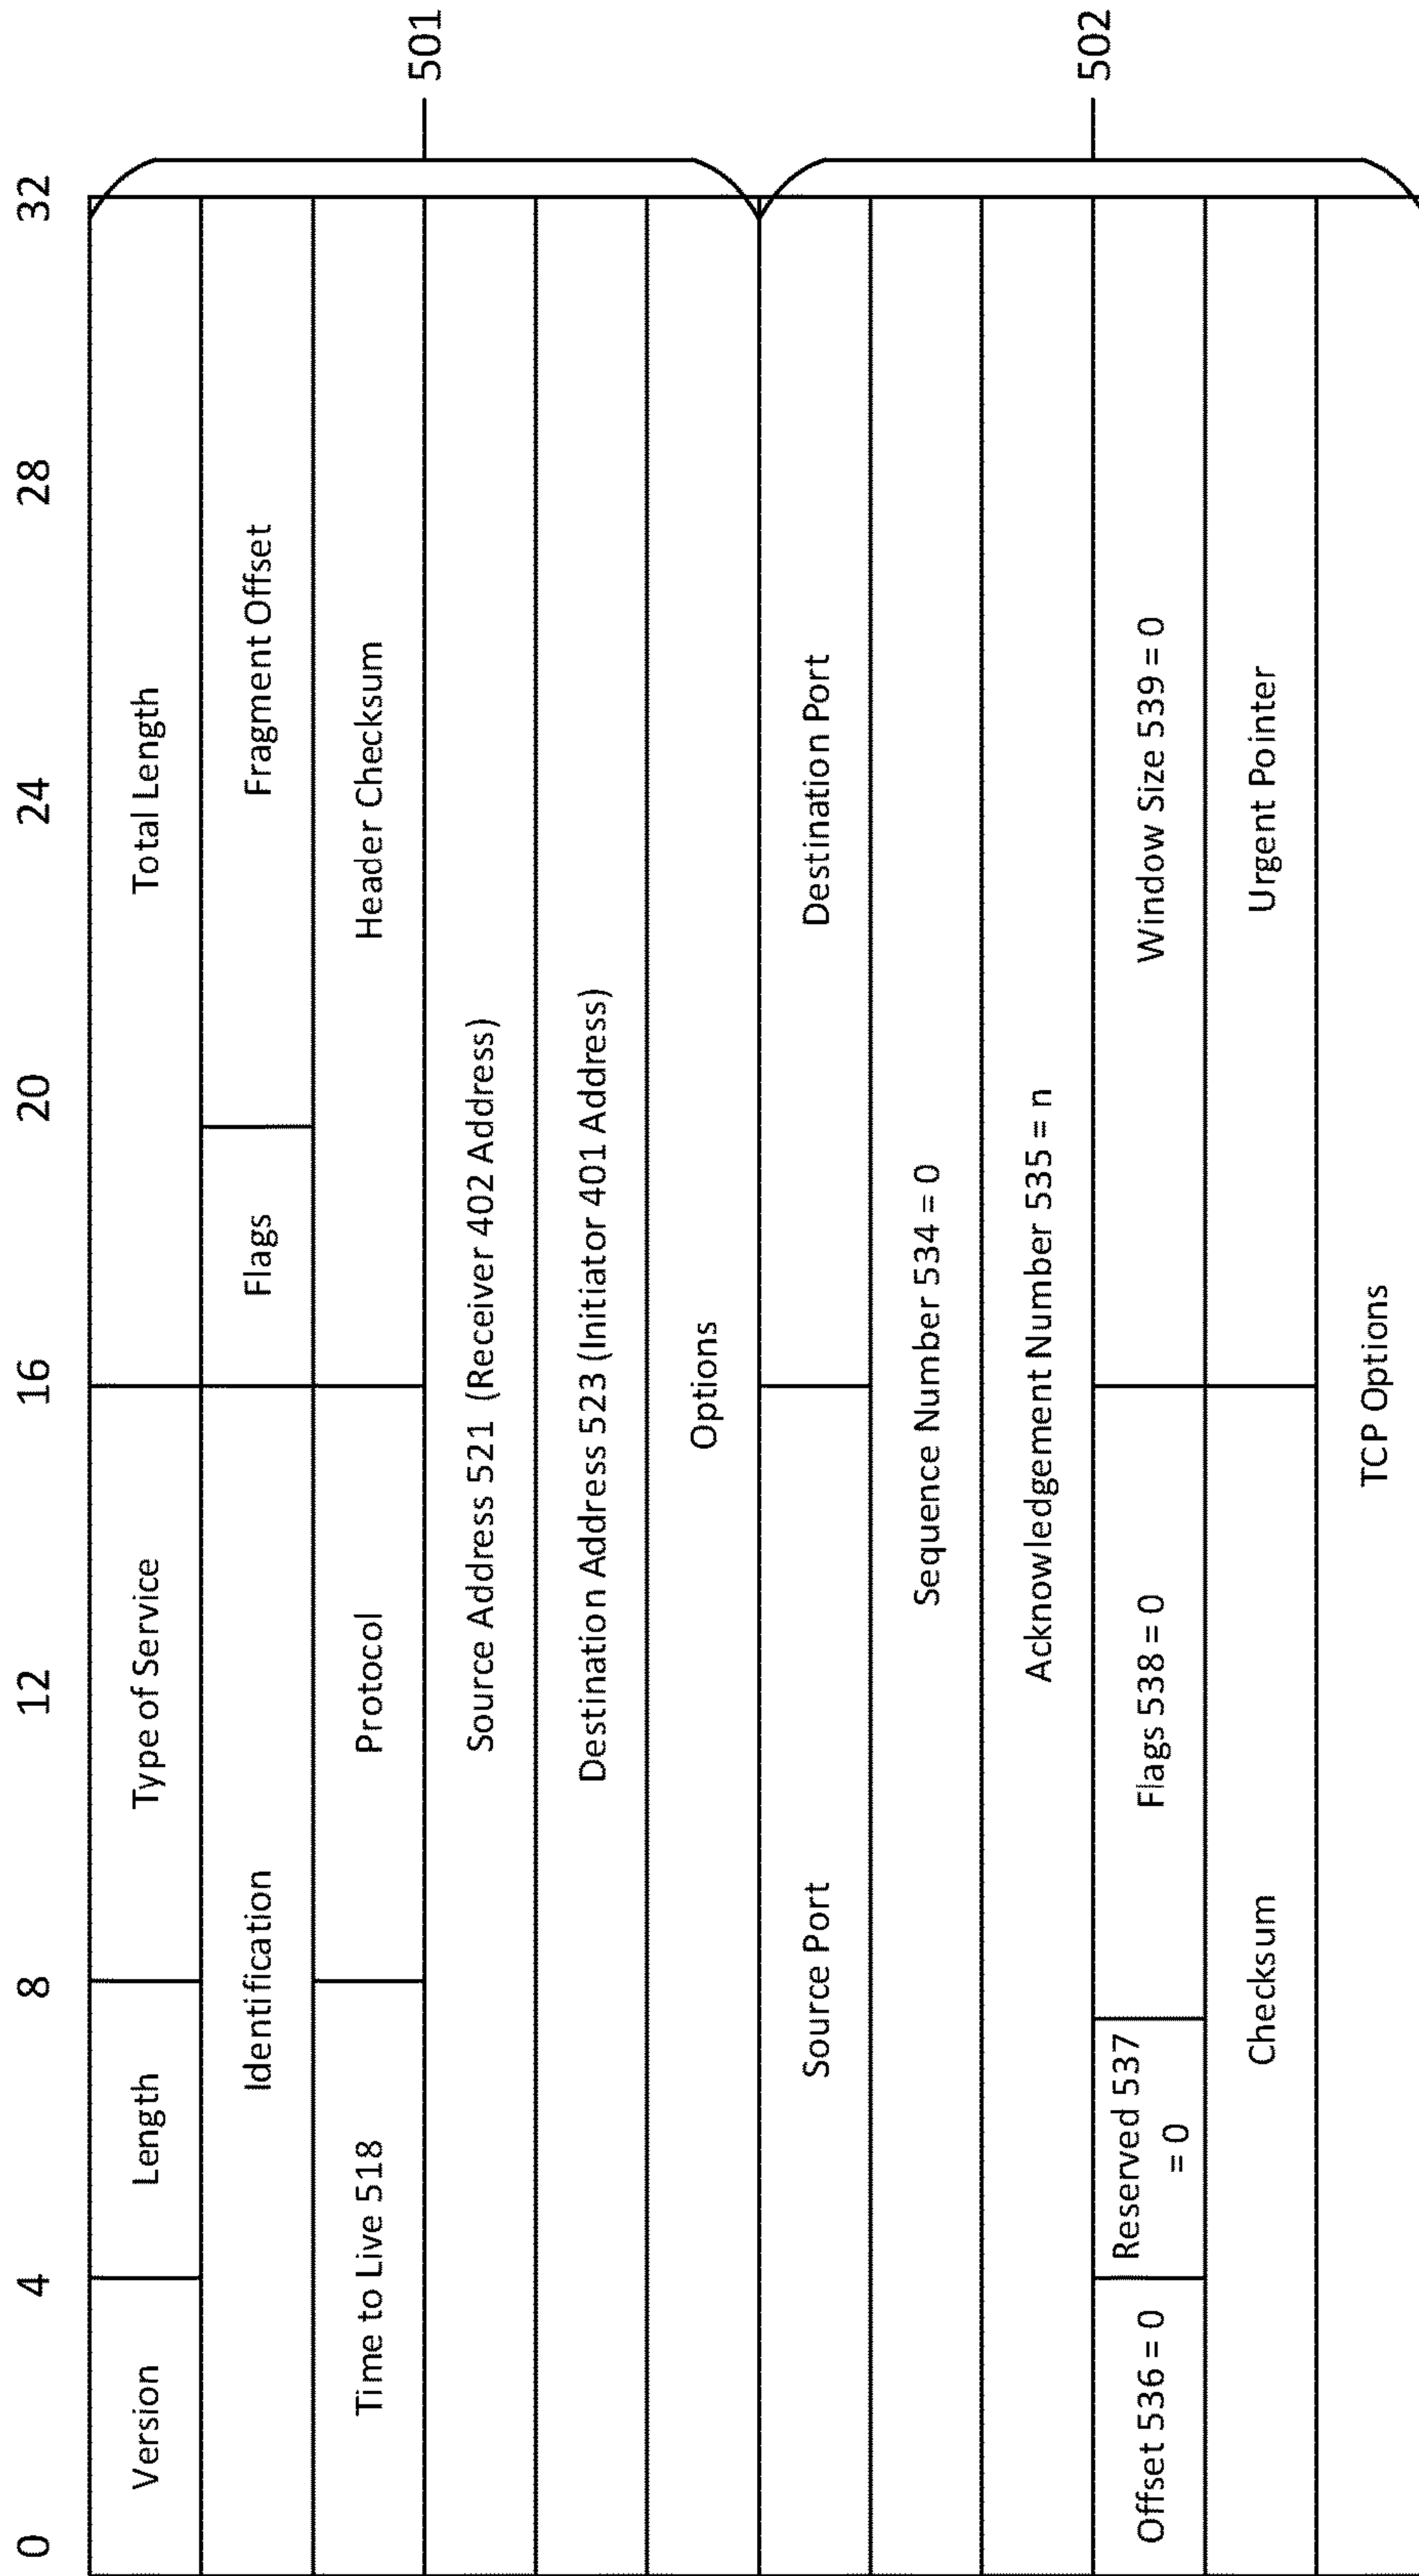 0 4 8 12 16 20 24 28 32
Version Length Type of Service Total Length
Identification Flags Fragment Offset
Time to Live 518 Protocol Header Checksum
501
Source Address 521 (Receiver 402 Address)
Destination Address 523 (Initiator 401 Address)
Options
Source Port Destination Port
Sequence Number 534 = 0
Acknowledgement Number 535 = n
502
Offset 536 = 0 Reserved 537 Flags 538 = 0 Window Size 539 = 0
= 0
Checksum Urgent Pointer
TCP Options